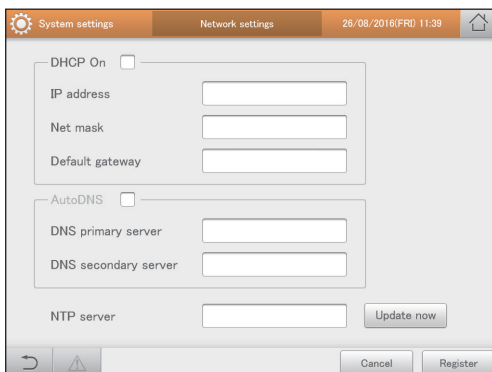 System settings Network settings 26/08/2016(FRI) 11:39
DHCP On
IP address
Net mask
Default gateway
AutoDNS
DNS primary server
DNS secondary server
NTP server Update now
Cancel Register